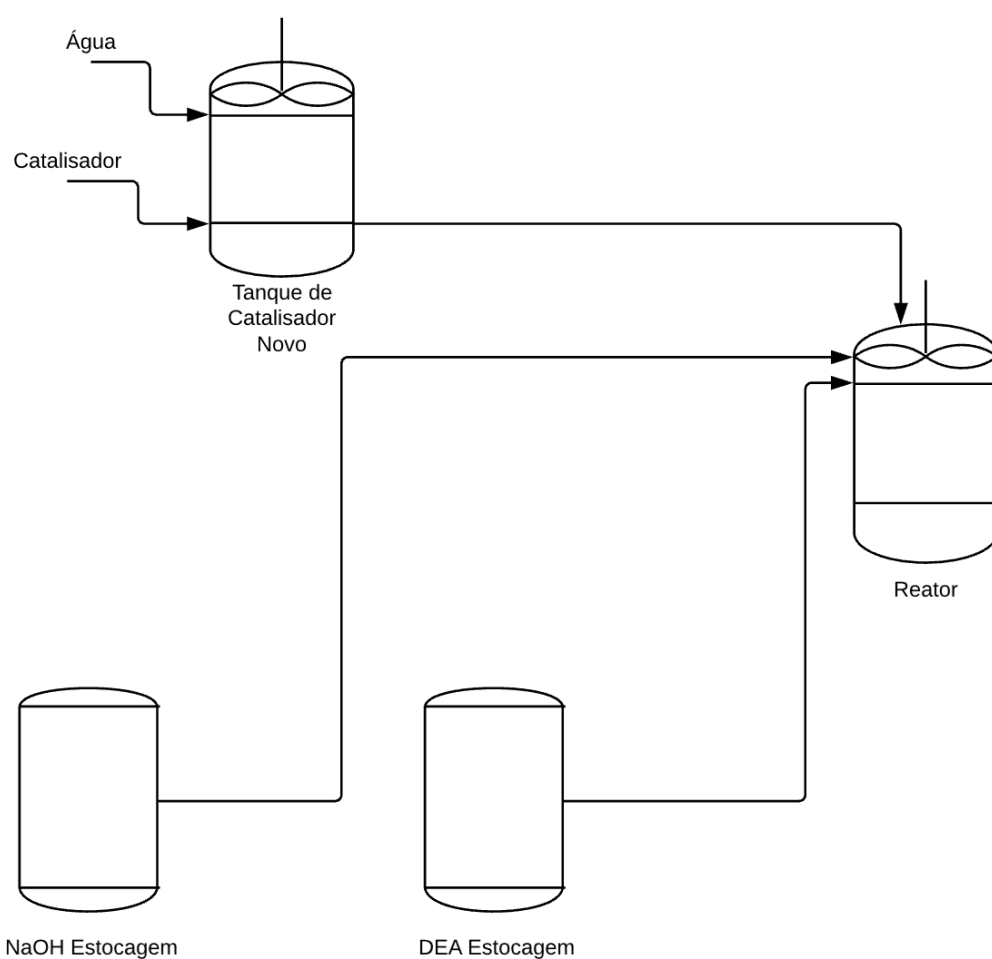 Água
Catalisador
Tanque de
Catalisador
Novo
Reator
NaOH Estocagem
DEA Estocagem